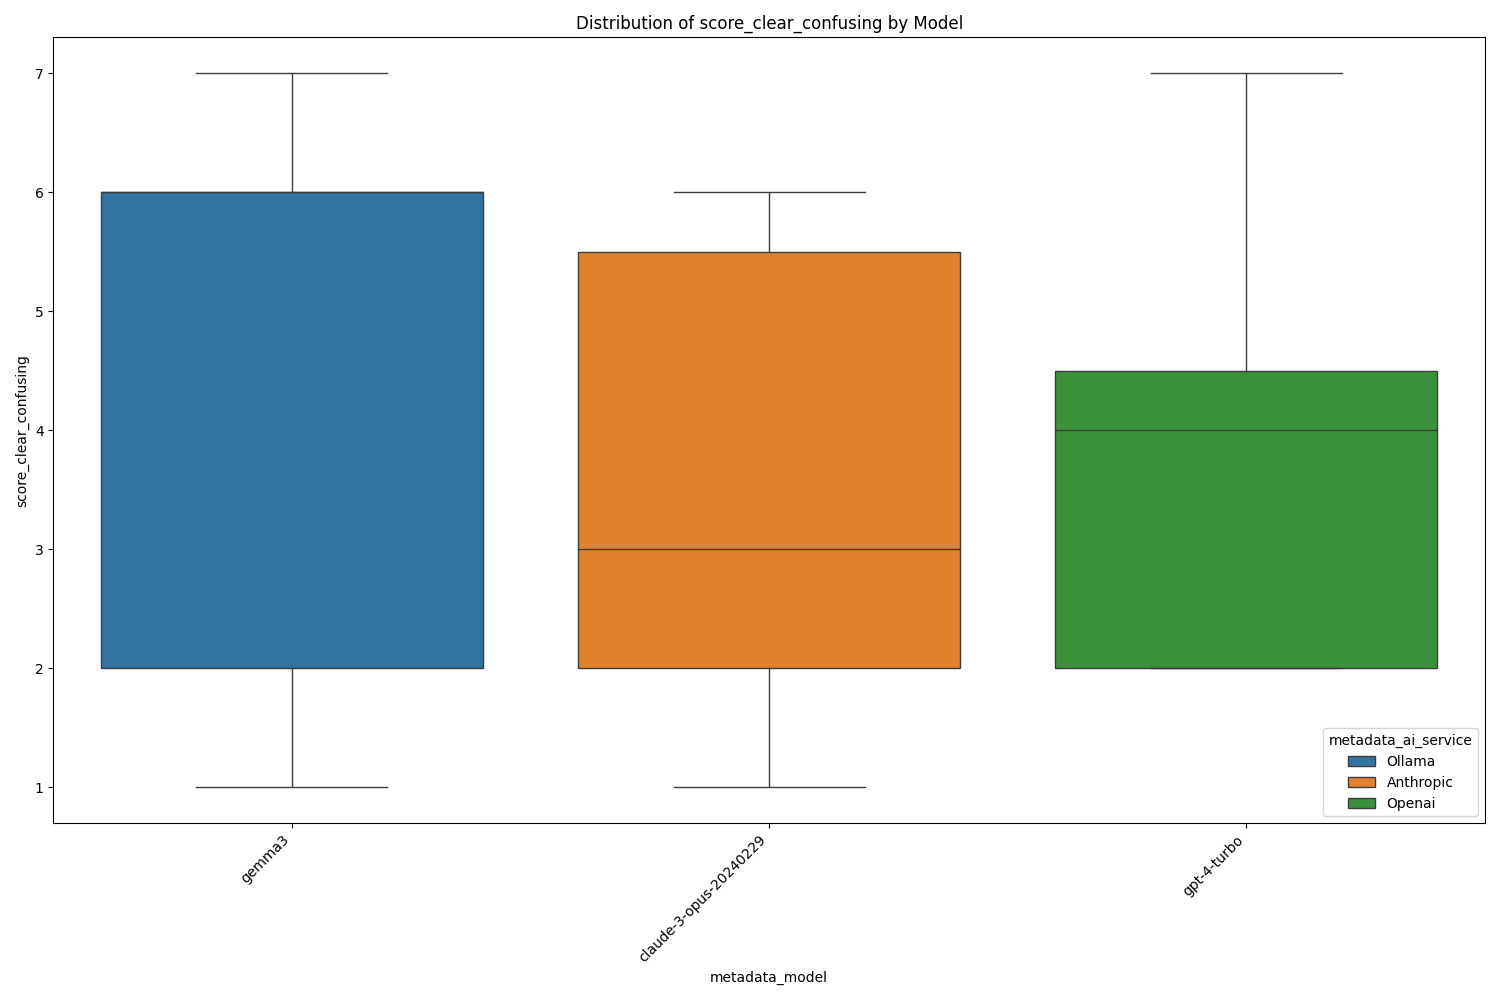 Distribution of score_clear_confusing by Model
score_clear_confusing
7
6
5
4
3
2
1
gemma3
claude-3-opus-20240229
gpt-4-turbo
metadata_model
metadata_ai_service
Ollama
Anthropic
Openai